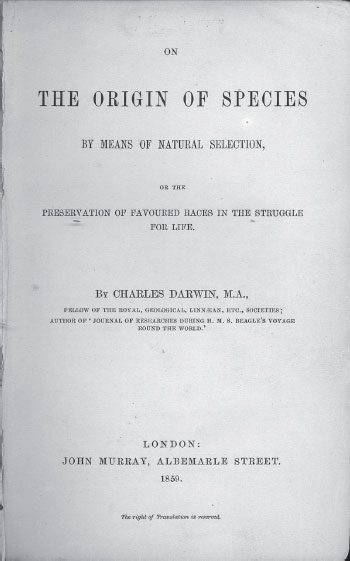 ON
THE ORIGIN OF SPECIES
BY MEANS OF NATURAL SELECTION,
OR THE
PRESERVATION OF FAVOURED RACES IN THE STRUGGLE
FOR LIFE.
BY CHARLES DARWIN, M.A.,
FELLOW OF THE ROYAL, GEOLOGICAL, LINNÆAN, ETC., SOCIETIES;
AUTHOR OF 'JOURNAL OF RESEARCHES DURING H. M. S. BEAGLE'S VOYAGE
ROUND THE WORLD.'
LONDON:
JOHN MURRAY, ALBEMARLE STREET.
1859.
The right of Translation is reserved.